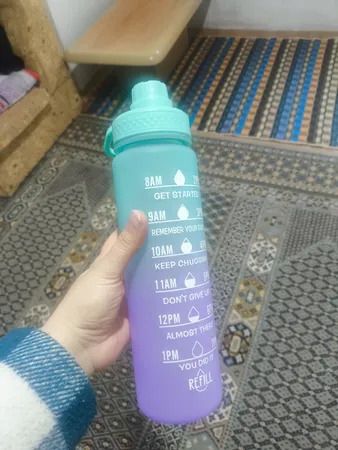 8AM
GET STARTED
9AM
REMEMBER YOUR
10AM
KEEP CHUGGING
11AM
DON'T GIVE UP
12PM
ALMOST THERE
1PM
YOU DID IT
REFILL